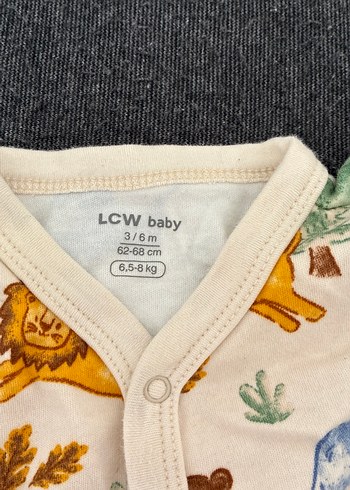 LCW baby
3 / 6 m
62-68 cm
6,5-8 kg